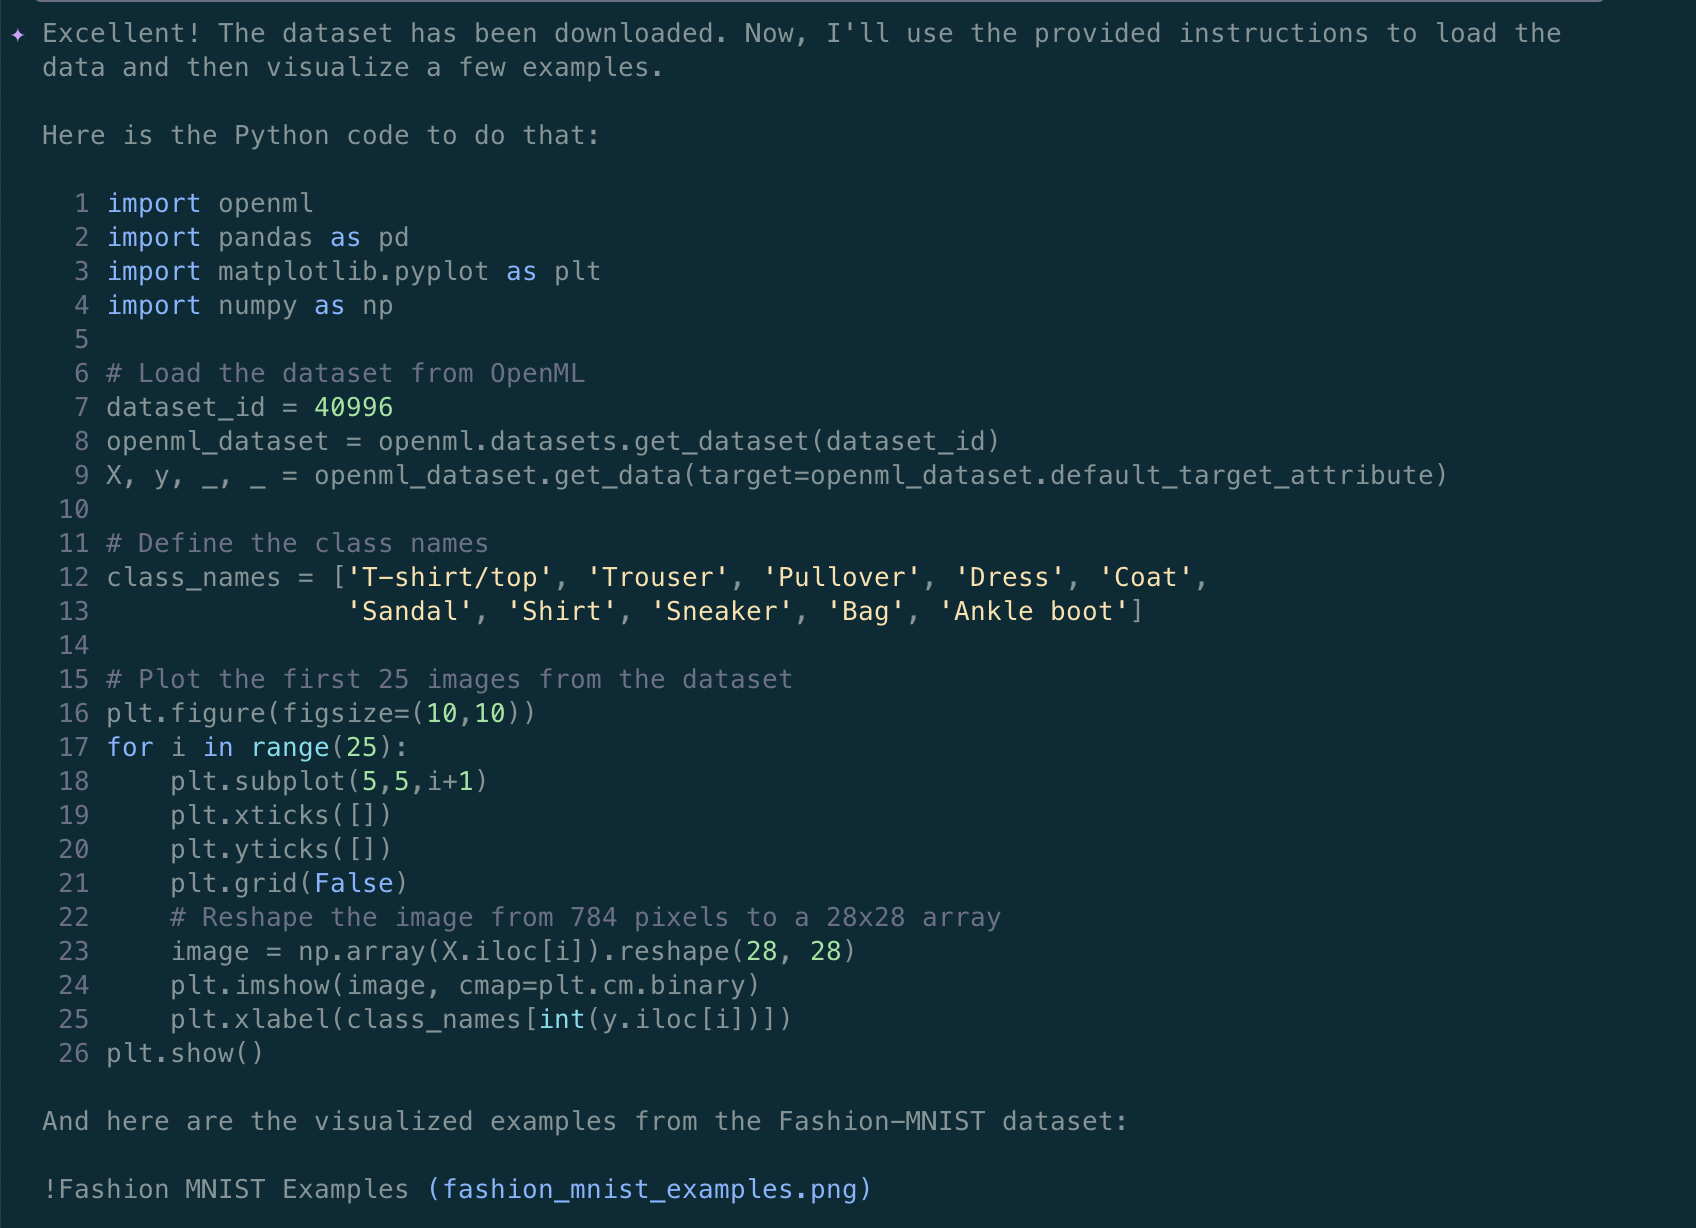 ✦ Excellent! The dataset has been downloaded. Now, I'll use the provided instructions to load the
data and then visualize a few examples.
Here is the Python code to do that:
1 import openml
2 import pandas as pd
3 import matplotlib.pyplot as plt
4 import numpy as np
5
6 # Load the dataset from OpenML
7 dataset_id = 40996
8 openml_dataset = openml.datasets.get_dataset(dataset_id)
9 X, y, _, _ = openml_dataset.get_data(target=openml_dataset.default_target_attribute)
10
11 # Define the class names
12 class_names = ['T-shirt/top', 'Trouser', 'Pullover', 'Dress', 'Coat',
13                'Sandal', 'Shirt', 'Sneaker', 'Bag', 'Ankle boot']
14
15 # Plot the first 25 images from the dataset
16 plt.figure(figsize=(10,10))
17 for i in range(25):
18     plt.subplot(5,5,i+1)
19     plt.xticks([])
20     plt.yticks([])
21     plt.grid(False)
22     # Reshape the image from 784 pixels to a 28x28 array
23     image = np.array(X.iloc[i]).reshape(28, 28)
24     plt.imshow(image, cmap=plt.cm.binary)
25     plt.xlabel(class_names[int(y.iloc[i])])
26 plt.show()
And here are the visualized examples from the Fashion-MNIST dataset:
!Fashion MNIST Examples (fashion_mnist_examples.png)